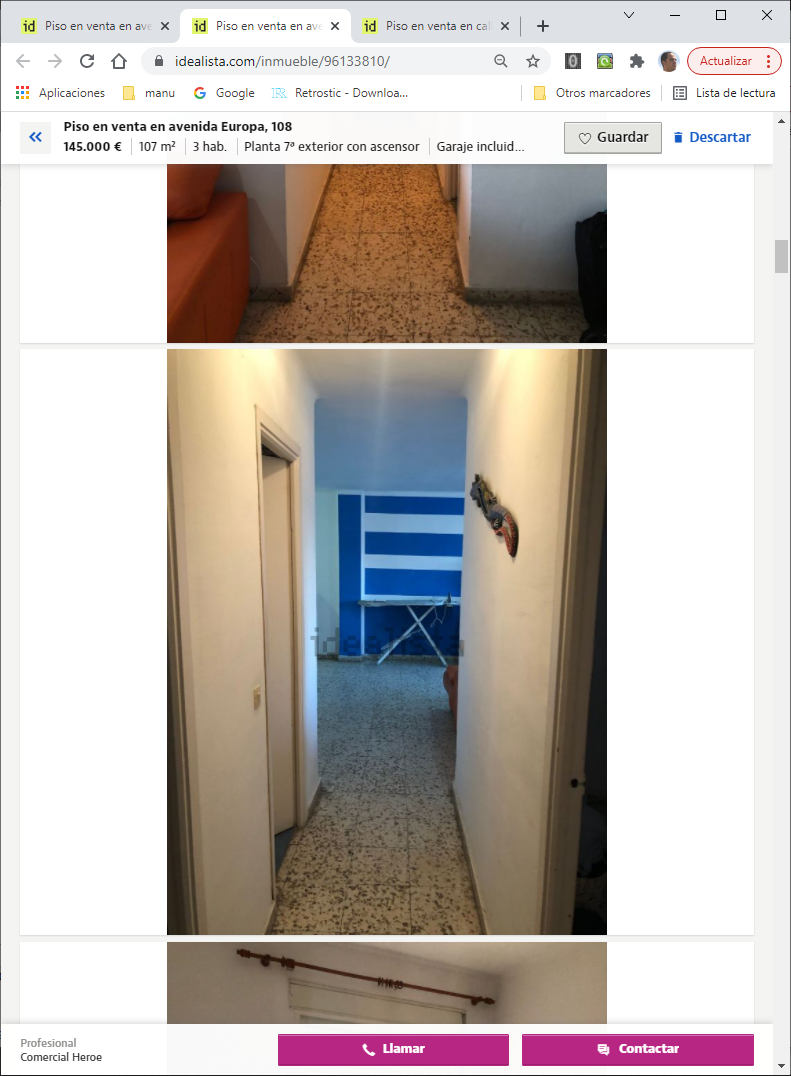 id Piso en venta en ave
id Piso en venta en ave
id Piso en venta en cal
idealista.com/inmueble/96133810/
Actualizar
Aplicaciones
manu
Google
Retrostic - Downloa...
Otros marcadores
Lista de lectura
Piso en venta en avenida Europa, 108
145.000 € 107 m² 3 hab. Planta 7ª exterior con ascensor Garaje incluid...
Guardar
Descartar
idealista
Profesional
Comercial Heroe
Llamar
Contactar